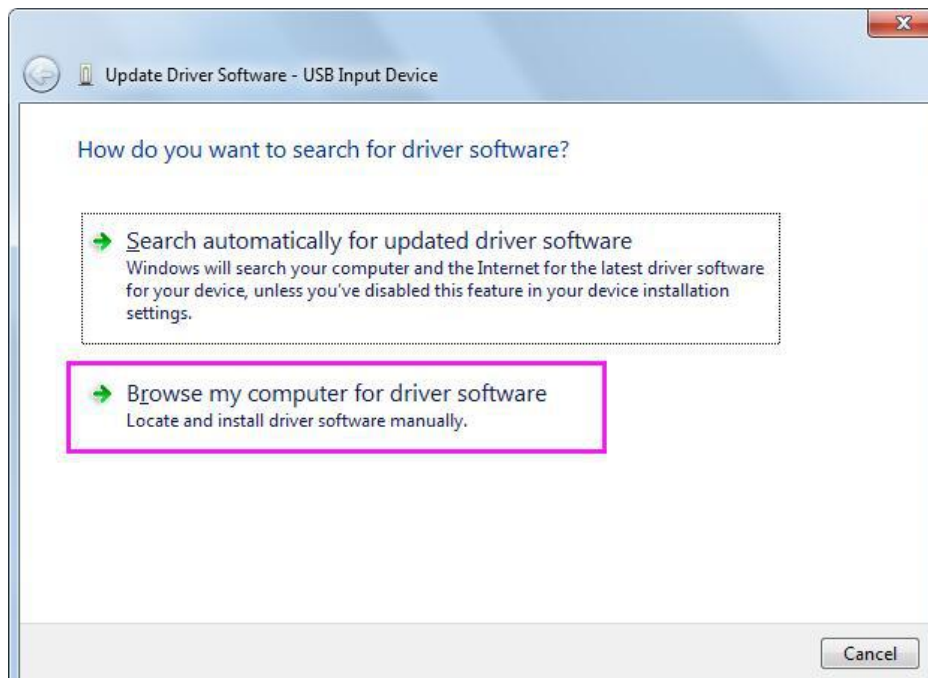 Update Driver Software - USB Input Device
How do you want to search for driver software?
Search automatically for updated driver software
Windows will search your computer and the Internet for the latest driver software
for your device, unless you've disabled this feature in your device installation
settings.
Browse my computer for driver software
Locate and install driver software manually.
Cancel